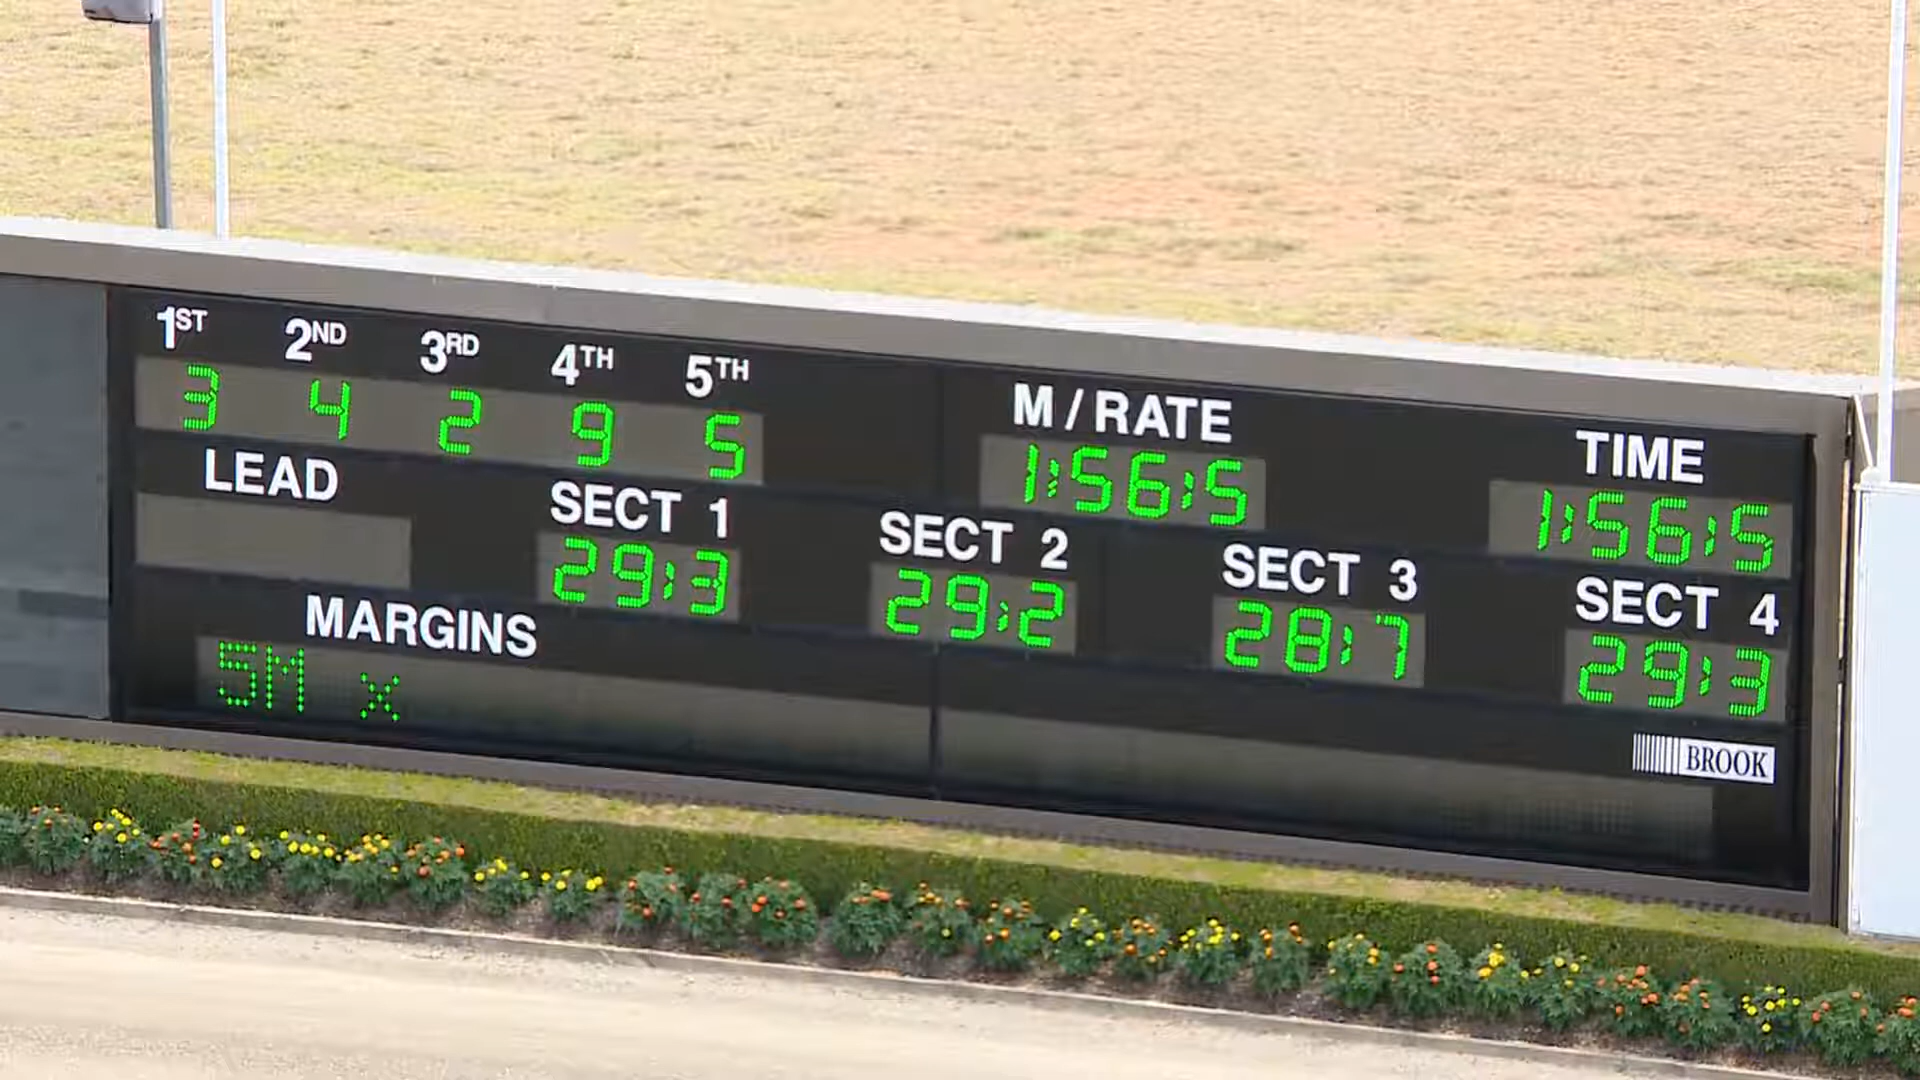 1ST 2ND 3RD 4TH 5TH
3 4 2 9 5
M / RATE
1:56:5
TIME
1:56:5
LEAD
SECT 1
29:3
SECT 2
29:2
SECT 3
28:7
SECT 4
29:3
MARGINS
5M x
BROOK